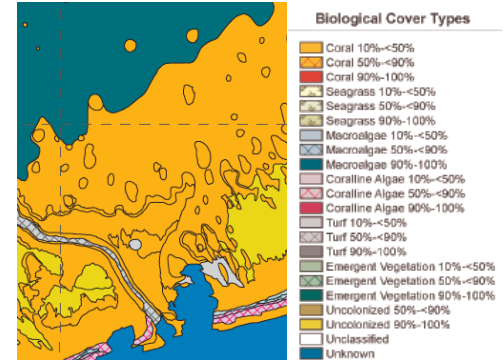 Biological Cover Types
Coral 10%-<50%
Coral 50%-<90%
Coral 90%-100%
Seagrass 10%-<50%
Seagrass 50%-<90%
Seagrass 90%-100%
Macroalgae 10%-<50%
Macroalgae 50%-<90%
Macroalgae 90%-100%
Coralline Algae 10%-<50%
Coralline Algae 50%-<90%
Coralline Algae 90%-100%
Turf 10%-<50%
Turf 50%-<90%
Turf 90%-100%
Emergent Vegetation 10%-<50%
Emergent Vegetation 50%-<90%
Emergent Vegetation 90%-100%
Uncolonized 50%-<90%
Uncolonized 90%-100%
Unclassified
Unknown